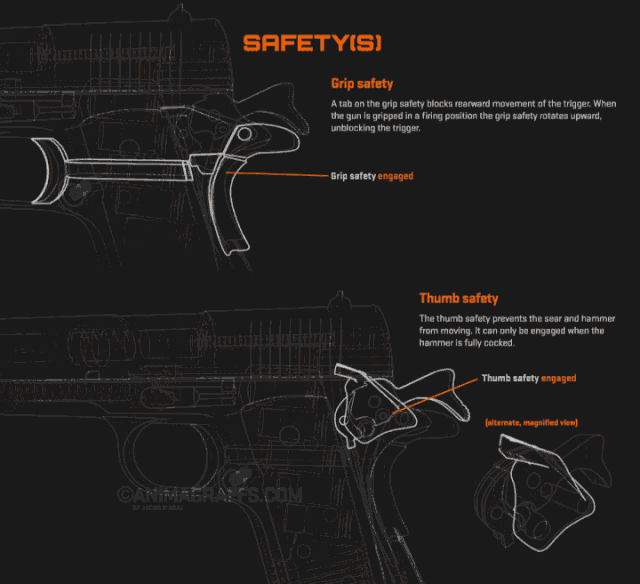 SAFETY(S)
Grip safety
A tab on the grip safety blocks rearward movement of the trigger. When
the gun is gripped in a firing position the grip safety rotates upward,
unblocking the trigger.
Grip safety engaged
Thumb safety
The thumb safety prevents the sear and hammer
from moving. It can only be engaged when the
hammer is fully cocked.
Thumb safety engaged
(alternate, magnified view)
©ANIMAGRAFFS.COM